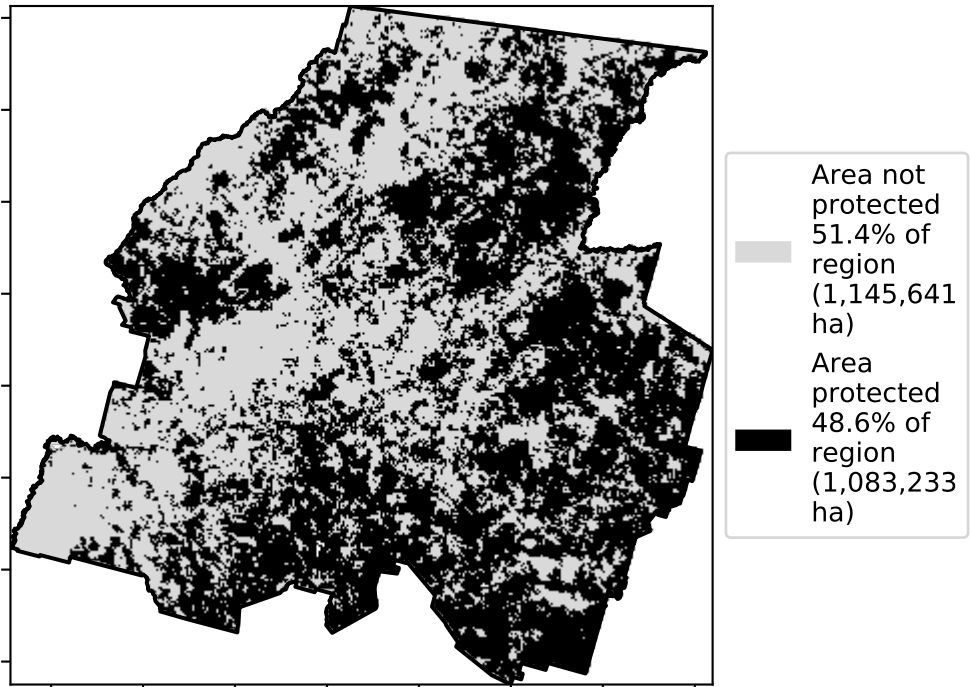 Area not
protected
51.4% of
region
(1,145,641
ha)
Area
protected
48.6% of
region
(1,083,233
ha)